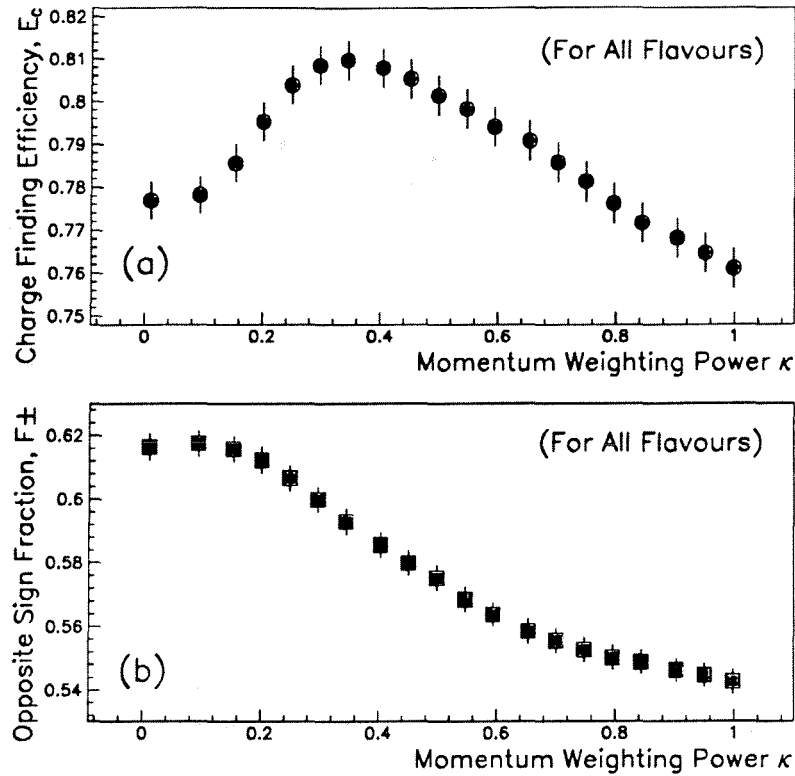 Charge Finding Efficiency, Ec
0.82
0.81
0.8
0.79
0.78
0.77
0.76
0.75
(For All Flavours)
(a)
0 0.2 0.4 0.6 0.8 1
Momentum Weighting Power κ
Opposite Sign Fraction, F±
0.62
0.6
0.58
0.56
0.54
(For All Flavours)
(b)
0 0.2 0.4 0.6 0.8 1
Momentum Weighting Power κ